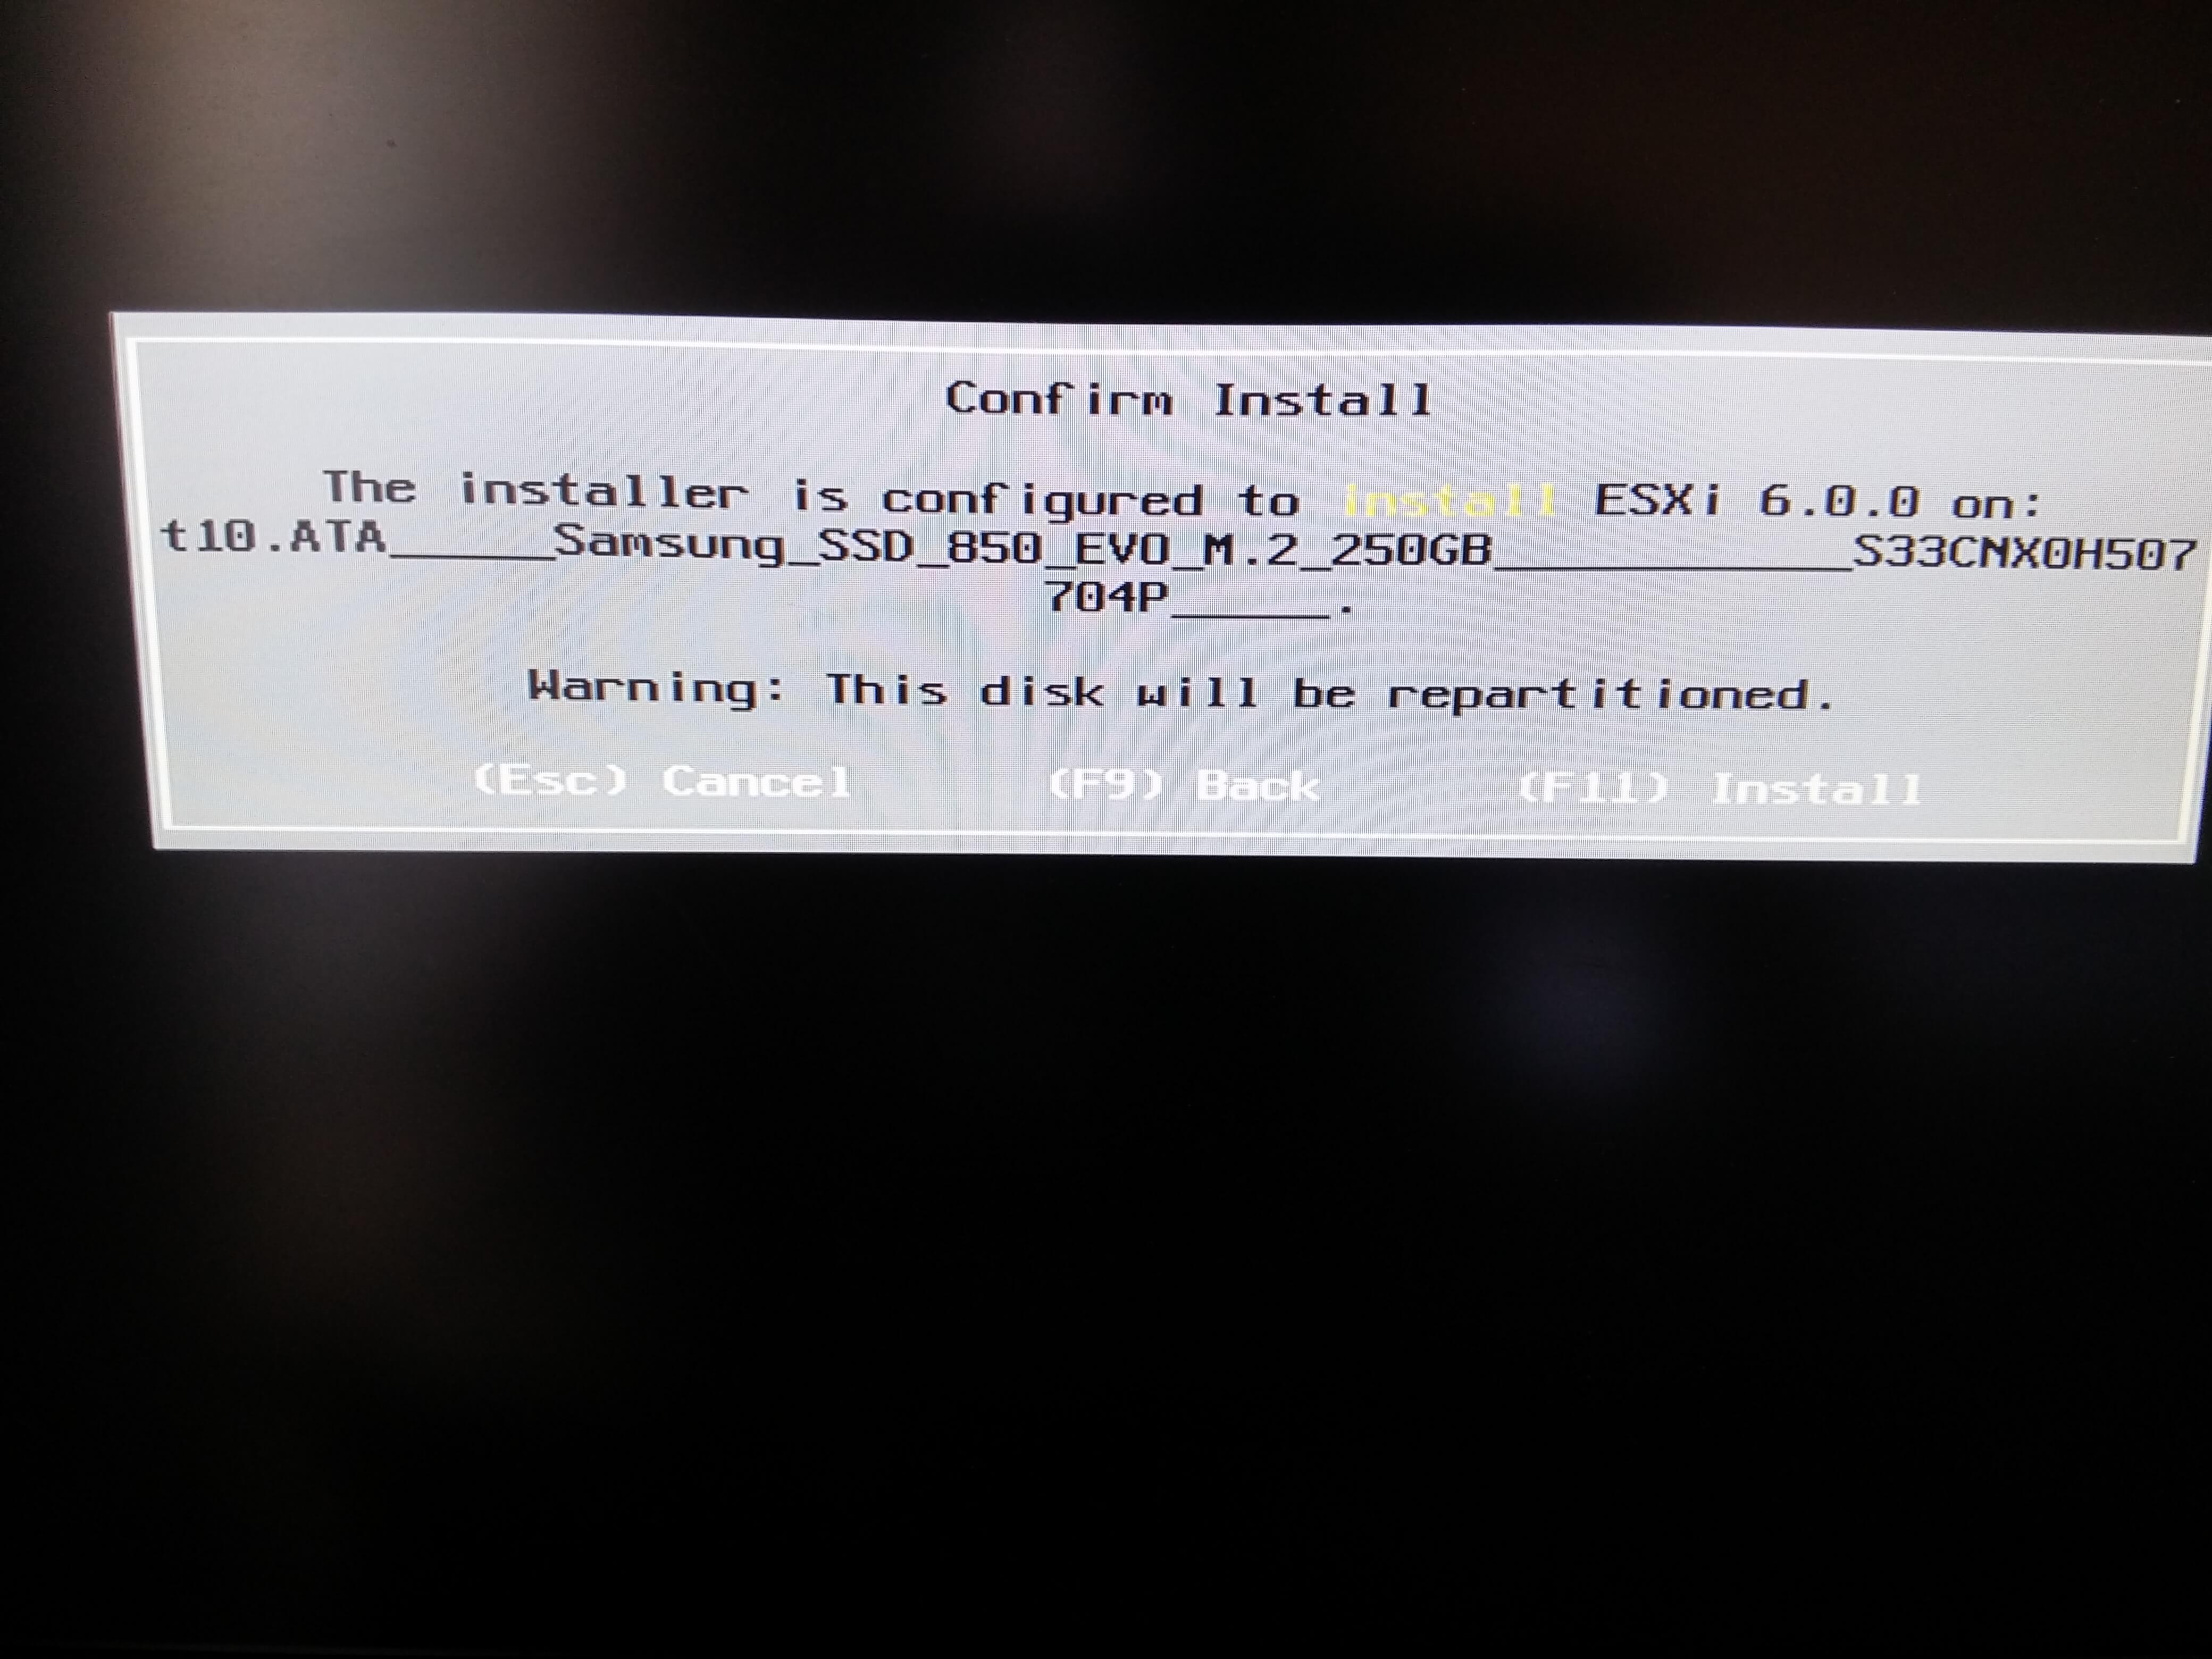 Confirm Install
The installer is configured to install ESXi 6.0.0 on:
t10.ATA_____Samsung_SSD_850_EVO_M.2_250GB___________S33CNX0H507
704P_____.
Warning: This disk will be repartitioned.
(Esc) Cancel (F9) Back (F11) Install